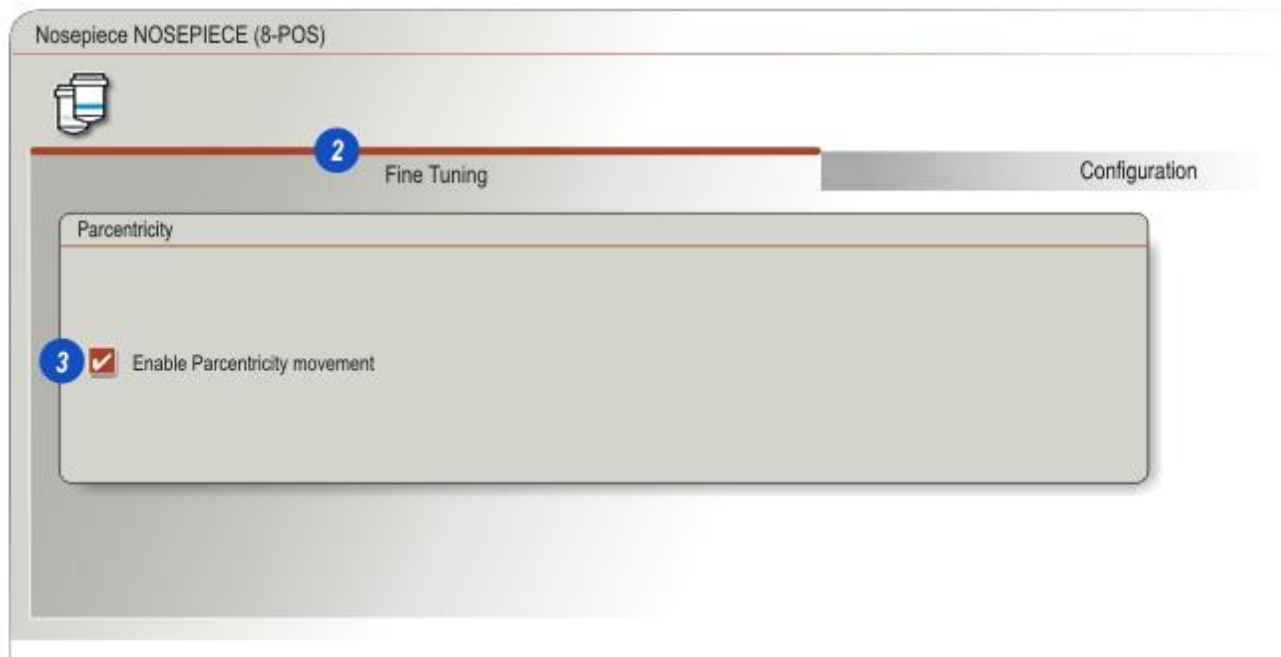 Nosepiece NOSEPIECE (8-POS)
2
Fine Tuning
Configuration
Parcentricity
3 Enable Parcentricity movement